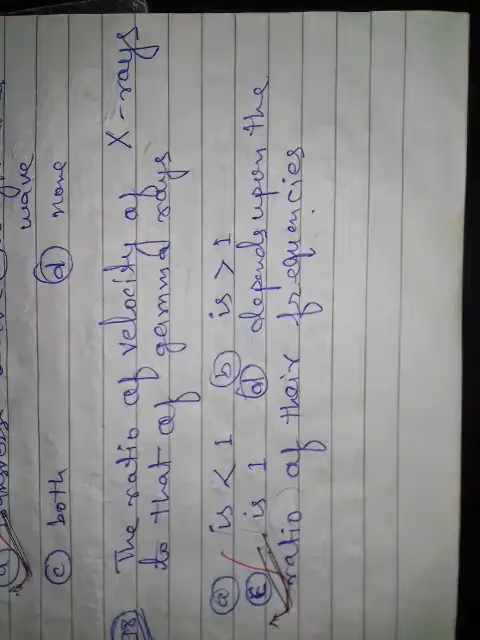 wave
(c) both (d) none
98 The ratio of velocity of X-rays
to that of gamma rays
(a) is < 1 (b) is > 1
(c) is 1 (d) depends upon the
ratio of their frequencies